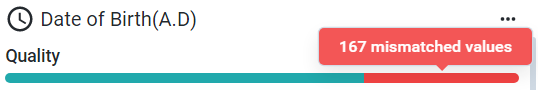 Date of Birth(A.D)
167 mismatched values
Quality